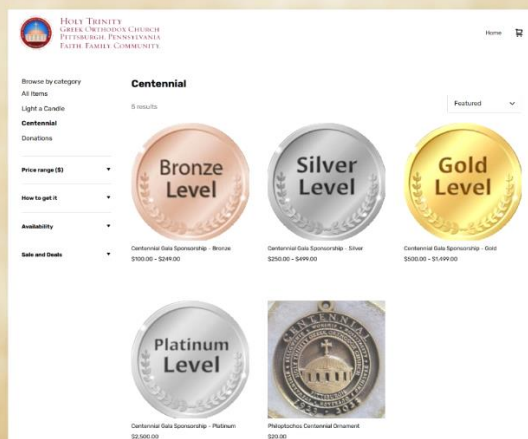 HOLY TRINITY
GREEK ORTHODOX CHURCH
PITTSBURGH, PENNSYLVANIA
FAITH FAMILY COMMUNITY
Home
Browse by category
All Items
Light a Candle
Centennial
Donations
Price range ($)
How to get it
Availability
Sale and Deals
Centennial
5 results
Featured
Bronze
Level
Centennial Gala Sponsorship - Bronze
$100.00 - $249.00
Silver
Level
Centennial Gala Sponsorship - Silver
$250.00 - $499.00
Gold
Level
Centennial Gala Sponsorship - Gold
$500.00 - $1,499.00
Platinum
Level
Centennial Gala Sponsorship - Platinum
$2,500.00
CENTENNIAL
Philoptochos Centennial Ornament
$20.00